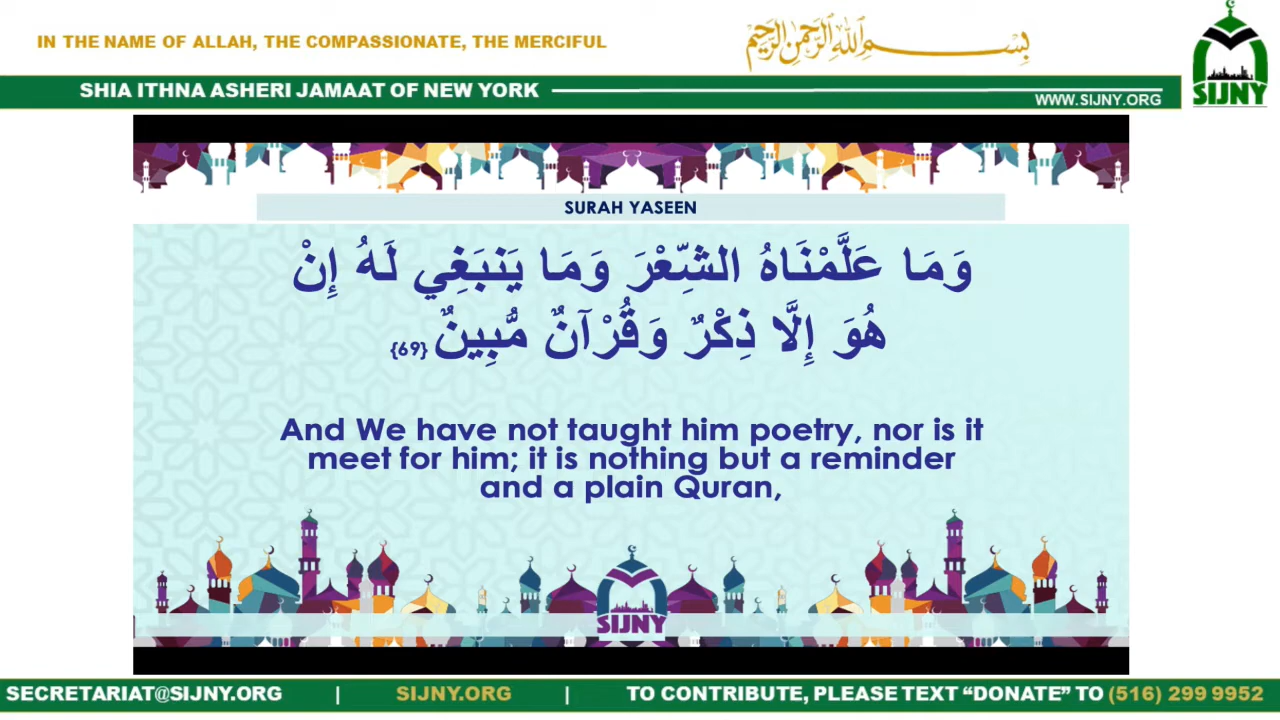 IN THE NAME OF ALLAH, THE COMPASSIONATE, THE MERCIFUL
بِسْمِ اللهِ الرَّحْمنِ الرَّحِيْمِ
SHIA ITHNA ASHERI JAMAAT OF NEW YORK
WWW.SIJNY.ORG
SIJNY
SURAH YASEEN
وَمَا عَلَّمْنَاهُ الشِّعْرَ وَمَا يَنبَغِي لَهُ إِنْ
هُوَ إِلَّا ذِكْرٌ وَقُرْآنٌ مُّبِينٌ {69}
And We have not taught him poetry, nor is it
meet for him; it is nothing but a reminder
and a plain Quran,
SIJNY
SECRETARIAT@SIJNY.ORG | SIJNY.ORG | TO CONTRIBUTE, PLEASE TEXT “DONATE” TO (516) 299 9952